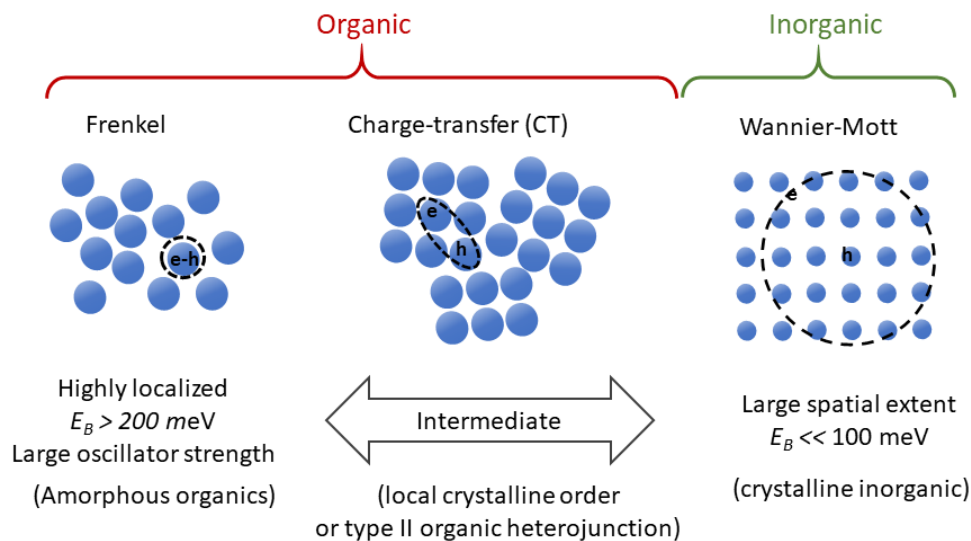 Organic
Inorganic
Frenkel
Charge-transfer (CT)
Wannier-Mott
e-h
e
h
e
h
Highly localized
E_B > 200 meV
Large oscillator strength
(Amorphous organics)
Intermediate
(local crystalline order
or type II organic heterojunction)
Large spatial extent
E_B << 100 meV
(crystalline inorganic)